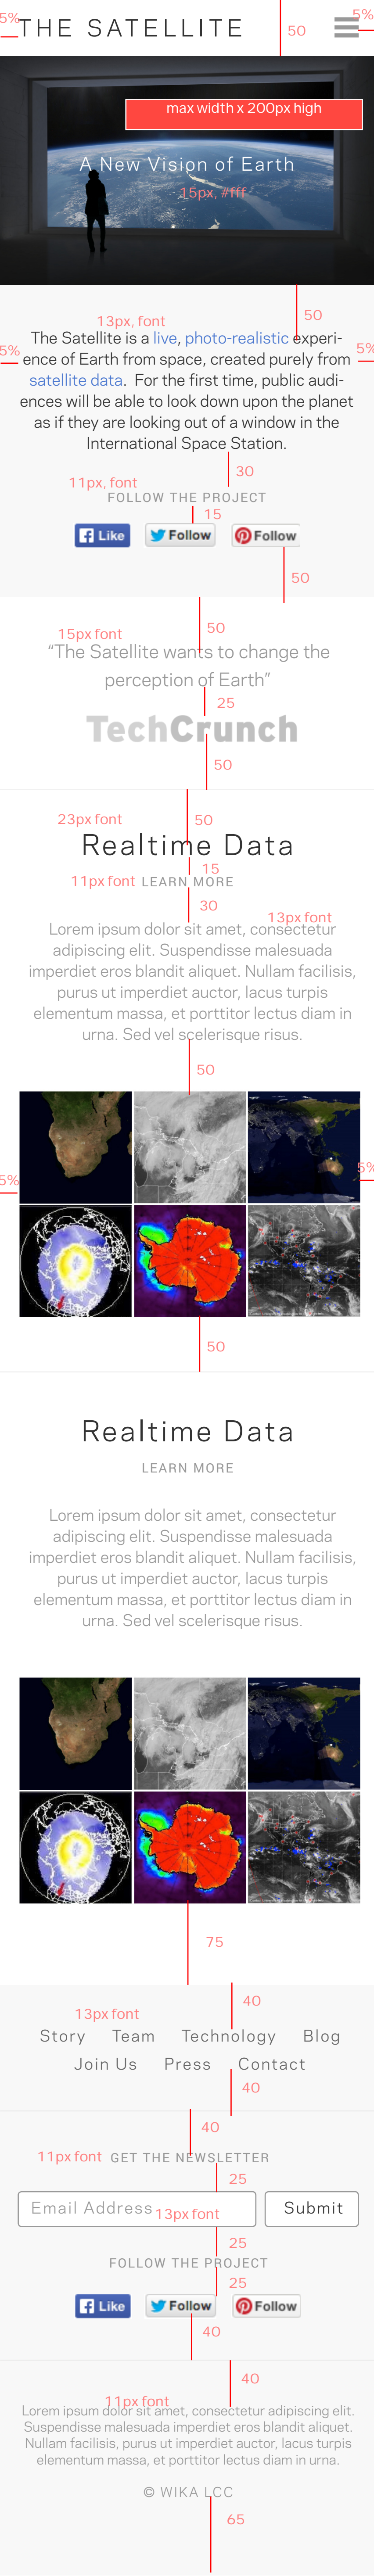 5%
THE SATELLITE
50
5%
max width x 200px high
A New Vision of Earth
15px, #fff
50
13px, font
The Satellite is a live, photo-realistic experi-
5%
5%
ence of Earth from space, created purely from
satellite data. For the first time, public audi-
ences will be able to look down upon the planet
as if they are looking out of a window in the
International Space Station.
30
11px, font
FOLLOW THE PROJECT
15
Like
Follow
Follow
50
50
15px font
“The Satellite wants to change the
perception of Earth”
25
TechCrunch
50
23px font
50
Realtime Data
15
11px font LEARN MORE
30
13px font
Lorem ipsum dolor sit amet, consectetur
adipiscing elit. Suspendisse malesuada
imperdiet eros blandit aliquet. Nullam facilisis,
purus ut imperdiet auctor, lacus turpis
elementum massa, et porttitor lectus diam in
urna. Sed vel scelerisque risus.
50
5%
5%
50
Realtime Data
LEARN MORE
Lorem ipsum dolor sit amet, consectetur
adipiscing elit. Suspendisse malesuada
imperdiet eros blandit aliquet. Nullam facilisis,
purus ut imperdiet auctor, lacus turpis
elementum massa, et porttitor lectus diam in
urna. Sed vel scelerisque risus.
75
40
13px font
Story Team Technology Blog
Join Us Press Contact
40
40
11px font GET THE NEWSLETTER
25
Email Address 13px font Submit
25
FOLLOW THE PROJECT
25
Like
Follow
Follow
40
40
11px font
Lorem ipsum dolor sit amet, consectetur adipiscing elit.
Suspendisse malesuada imperdiet eros blandit aliquet.
Nullam facilisis, purus ut imperdiet auctor, lacus turpis
elementum massa, et porttitor lectus diam in urna.
© WIKA LCC
65